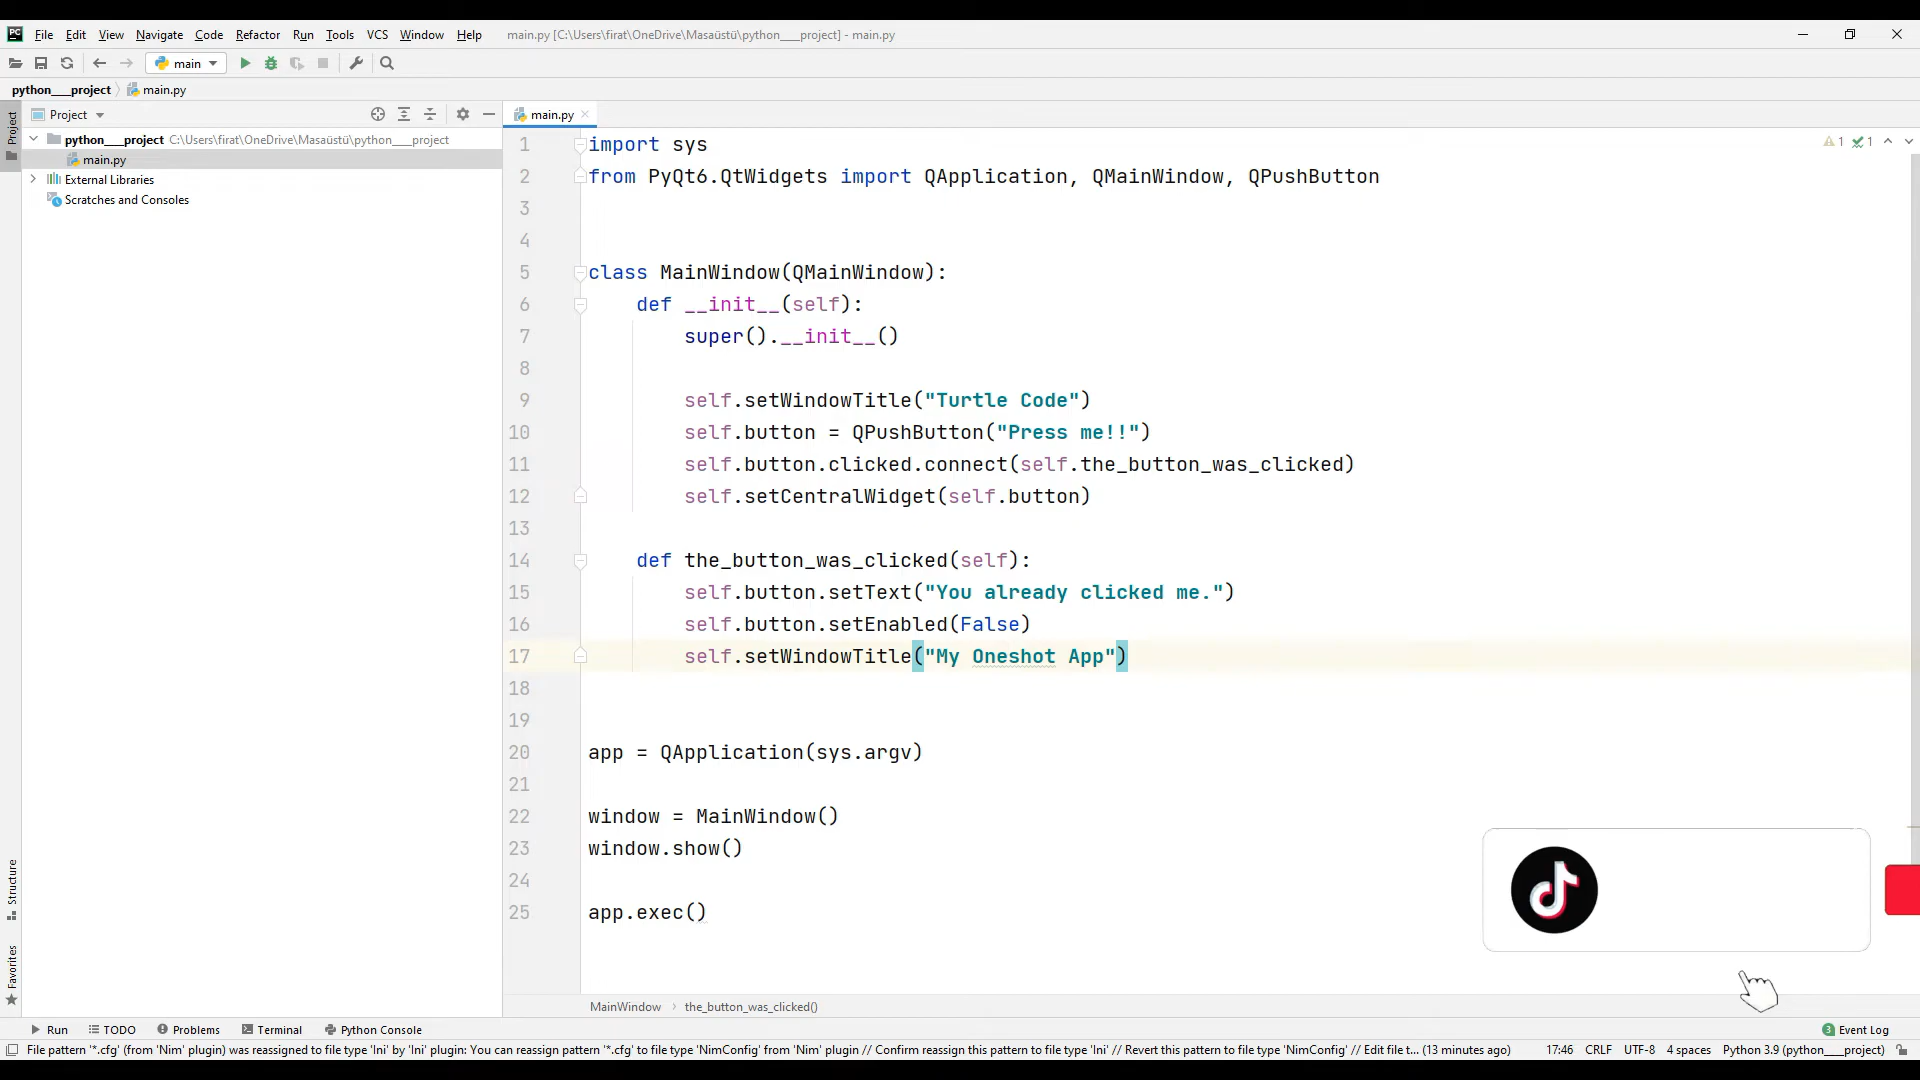 File Edit View Navigate Code Refactor Run Tools VCS Window Help main.py [C:\Users\firat\OneDrive\Masaüstü\python___project] - main.py
main
python___project main.py
Project
Project
main.py
python___project C:\Users\firat\OneDrive\Masaüstü\python___project
main.py
External Libraries
Scratches and Consoles
1 import sys
2 from PyQt6.QtWidgets import QApplication, QMainWindow, QPushButton
3
4
5 class MainWindow(QMainWindow):
6 def __init__(self):
7 super().__init__()
8
9 self.setWindowTitle("Turtle Code")
10 self.button = QPushButton("Press me!!")
11 self.button.clicked.connect(self.the_button_was_clicked)
12 self.setCentralWidget(self.button)
13
14 def the_button_was_clicked(self):
15 self.button.setText("You already clicked me.")
16 self.button.setEnabled(False)
17 self.setWindowTitle("My Oneshot App")
18
19
20 app = QApplication(sys.argv)
21
22 window = MainWindow()
23 window.show()
24
25 app.exec()
1 1
Structure
Favorites
MainWindow the_button_was_clicked()
Run TODO Problems Terminal Python Console 3 Event Log
File pattern '*.cfg' (from 'Nim' plugin) was reassigned to file type 'Ini' by 'Ini' plugin: You can reassign pattern '*.cfg' to file type 'NimConfig' from 'Nim' plugin // Confirm reassign this pattern to file type 'Ini' // Revert this pattern to file type 'NimConfig' // Edit file t... (13 minutes ago) 17:46 CRLF UTF-8 4 spaces Python 3.9 (python___project)